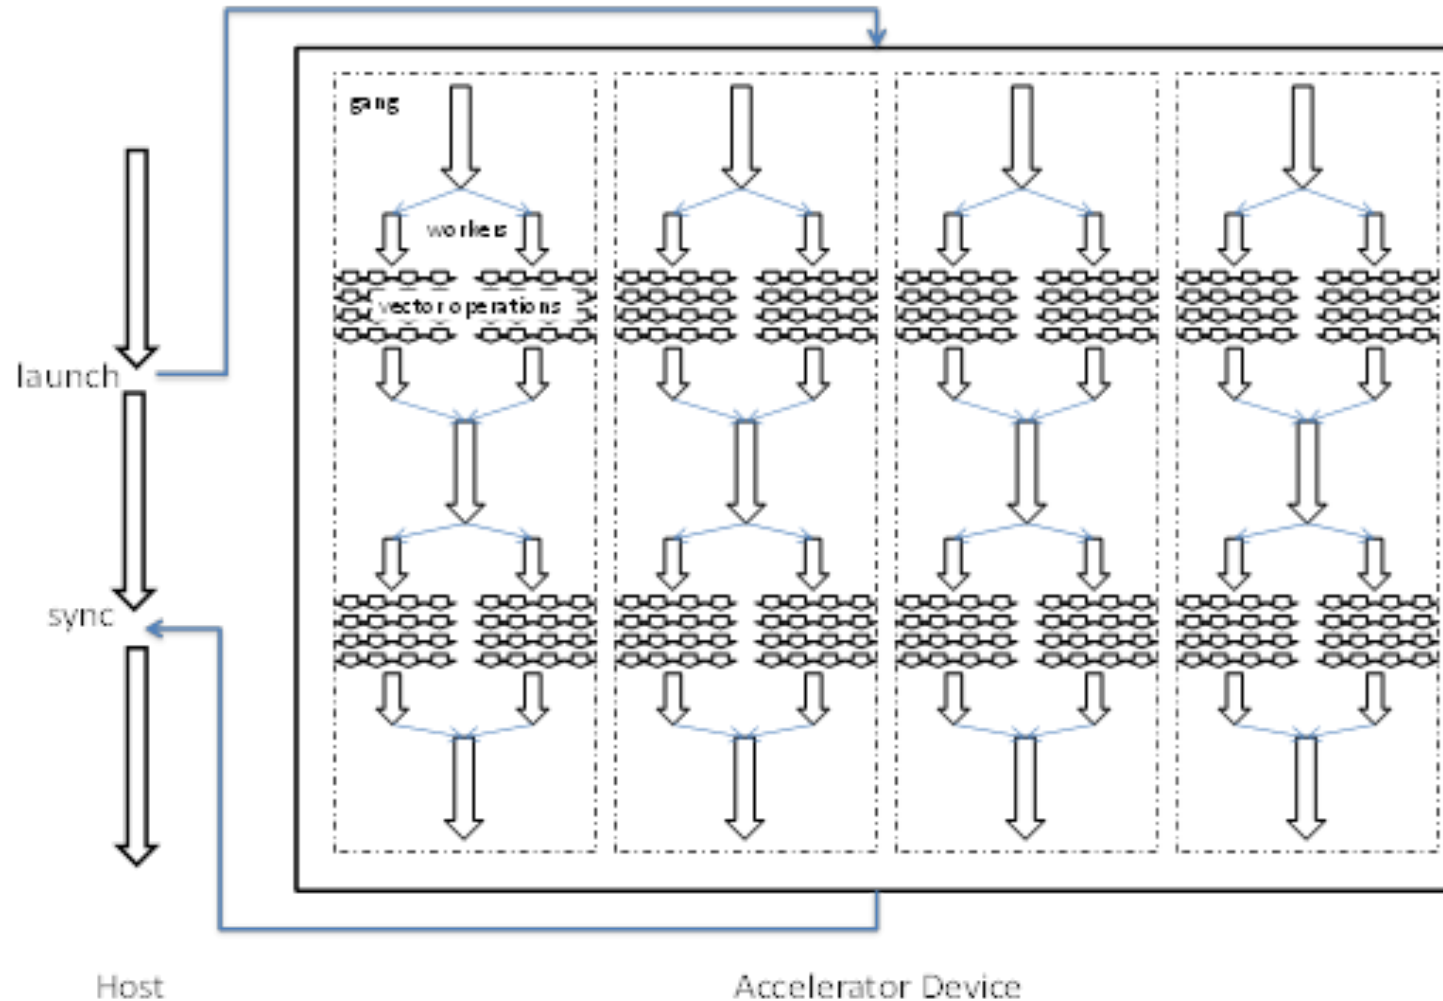 gang
workers
vector operations
launch
sync
Host
Accelerator Device